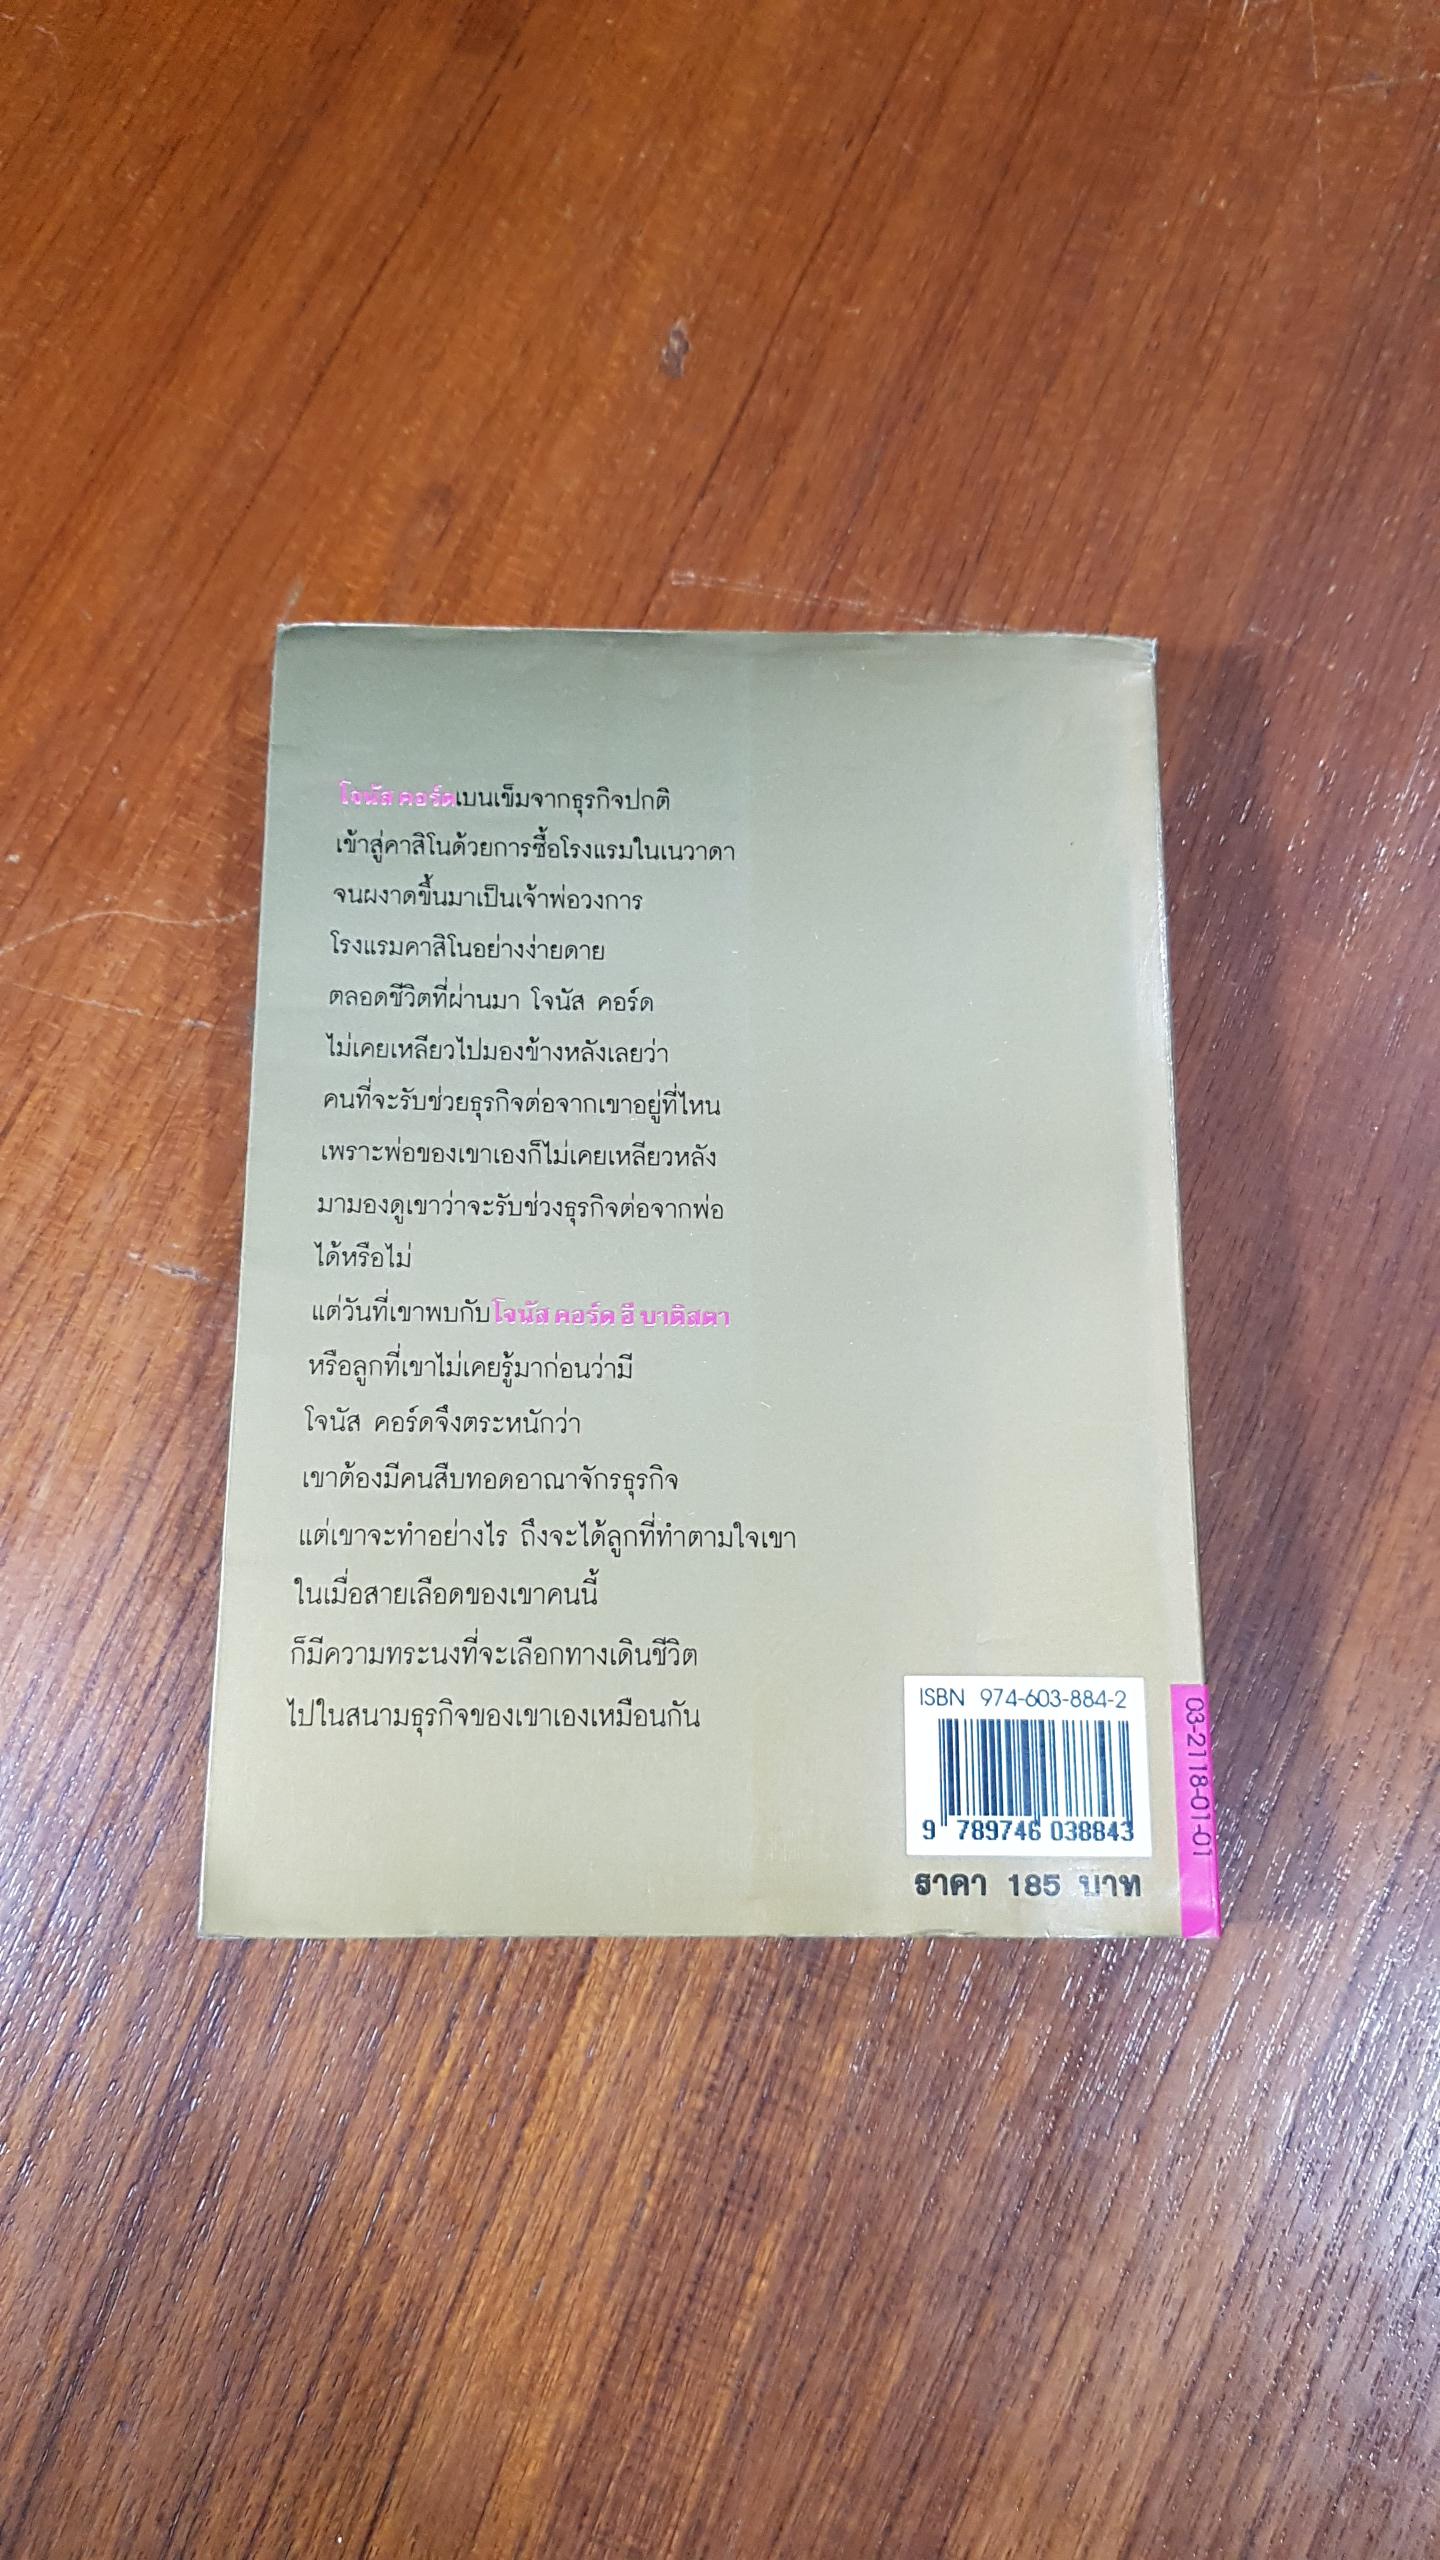 โจนัส คอร์ดเบนเข็มจากธุรกิจปกติ
เข้าสู่คาสิโนด้วยการซื้อโรงแรมในเนวาดา
จนผงาดขึ้นมาเป็นเจ้าพ่อวงการ
โรงแรมคาสิโนอย่างง่ายดาย
ตลอดชีวิตที่ผ่านมา โจนัส คอร์ด
ไม่เคยเหลียวไปมองข้างหลังเลยว่า
คนที่จะรับช่วยธุรกิจต่อจากเขาอยู่ที่ไหน
เพราะพ่อของเขาเองก็ไม่เคยเหลียวหลัง
มามองดูเขาว่าจะรับช่วงธุรกิจต่อจากพ่อ
ได้หรือไม่
แต่วันที่เขาพบกับโจนัส คอร์ด อี บาติสตา
หรือลูกที่เขาไม่เคยรู้มาก่อนว่ามี
โจนัส คอร์ดจึงตระหนักว่า
เขาต้องมีคนสืบทอดอาณาจักรธุรกิจ
แต่เขาจะทำอย่างไร ถึงจะได้ลูกที่ทำตามใจเขา
ในเมื่อสายเลือดของเขาคนนี้
ก็มีความทระนงที่จะเลือกทางเดินชีวิต
ไปในสนามธุรกิจของเขาเองเหมือนกัน
ISBN 974-603-884-2
9 789746 038843
ราคา 185 บาท
03-2118-01-01